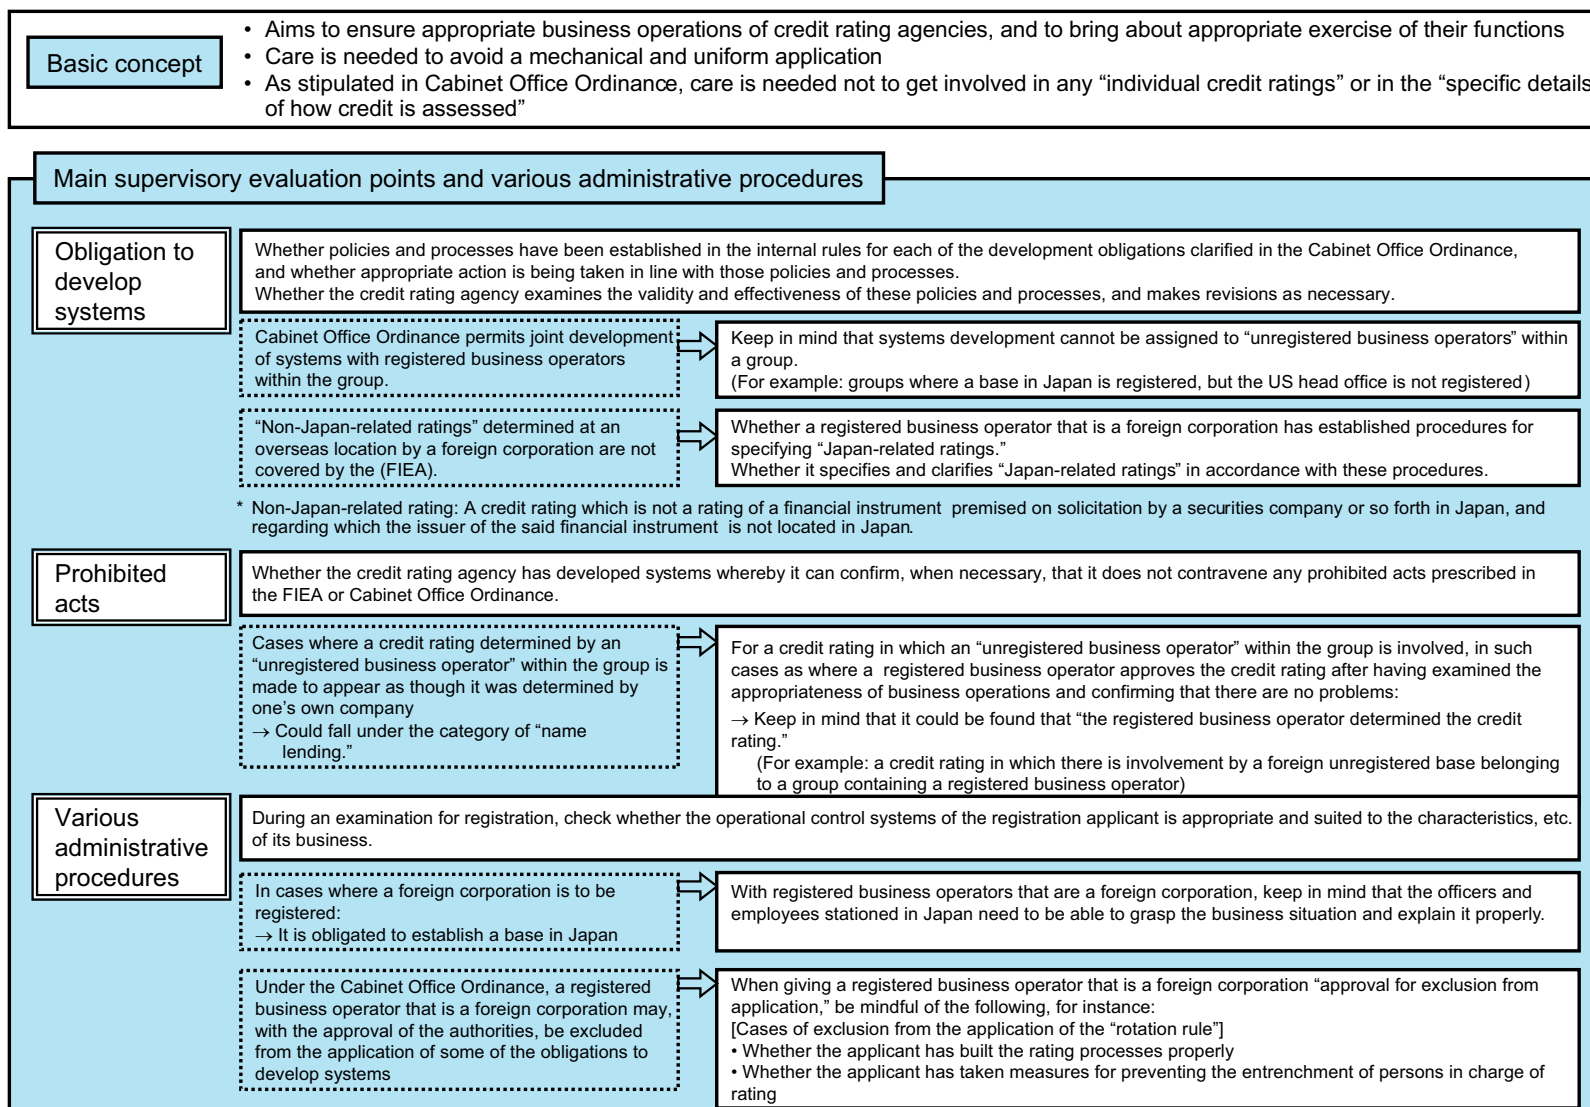 Basic concept
• Aims to ensure appropriate business operations of credit rating agencies, and to bring about appropriate exercise of their functions
• Care is needed to avoid a mechanical and uniform application
• As stipulated in Cabinet Office Ordinance, care is needed not to get involved in any “individual credit ratings” or in the “specific details
of how credit is assessed”
Main supervisory evaluation points and various administrative procedures
Obligation to
develop
systems
Whether policies and processes have been established in the internal rules for each of the development obligations clarified in the Cabinet Office Ordinance,
and whether appropriate action is being taken in line with those policies and processes.
Whether the credit rating agency examines the validity and effectiveness of these policies and processes, and makes revisions as necessary.
Cabinet Office Ordinance permits joint development
of systems with registered business operators
within the group.
Keep in mind that systems development cannot be assigned to “unregistered business operators” within
a group.
(For example: groups where a base in Japan is registered, but the US head office is not registered)
“Non-Japan-related ratings” determined at an
overseas location by a foreign corporation are not
covered by the (FIEA).
Whether a registered business operator that is a foreign corporation has established procedures for
specifying “Japan-related ratings.”
Whether it specifies and clarifies “Japan-related ratings” in accordance with these procedures.
* Non-Japan-related rating: A credit rating which is not a rating of a financial instrument premised on solicitation by a securities company or so forth in Japan, and
regarding which the issuer of the said financial instrument is not located in Japan.
Prohibited
acts
Whether the credit rating agency has developed systems whereby it can confirm, when necessary, that it does not contravene any prohibited acts prescribed in
the FIEA or Cabinet Office Ordinance.
Cases where a credit rating determined by an
“unregistered business operator” within the group is
made to appear as though it was determined by
one’s own company
→ Could fall under the category of “name
lending.”
For a credit rating in which an “unregistered business operator” within the group is involved, in such
cases as where a registered business operator approves the credit rating after having examined the
appropriateness of business operations and confirming that there are no problems:
→ Keep in mind that it could be found that “the registered business operator determined the credit
rating.”
(For example: a credit rating in which there is involvement by a foreign unregistered base belonging
to a group containing a registered business operator)
Various
administrative
procedures
During an examination for registration, check whether the operational control systems of the registration applicant is appropriate and suited to the characteristics, etc.
of its business.
In cases where a foreign corporation is to be
registered:
→ It is obligated to establish a base in Japan
With registered business operators that are a foreign corporation, keep in mind that the officers and
employees stationed in Japan need to be able to grasp the business situation and explain it properly.
Under the Cabinet Office Ordinance, a registered
business operator that is a foreign corporation may,
with the approval of the authorities, be excluded
from the application of some of the obligations to
develop systems
When giving a registered business operator that is a foreign corporation “approval for exclusion from
application,” be mindful of the following, for instance:
[Cases of exclusion from the application of the “rotation rule”]
• Whether the applicant has built the rating processes properly
• Whether the applicant has taken measures for preventing the entrenchment of persons in charge of
rating